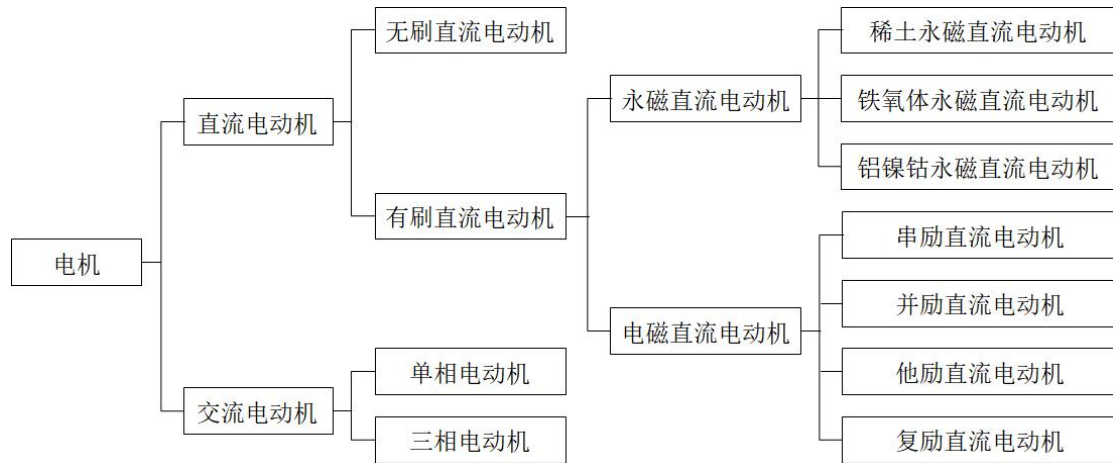 电机
直流电动机
无刷直流电动机
有刷直流电动机
永磁直流电动机
稀土永磁直流电动机
铁氧体永磁直流电动机
铝镍钴永磁直流电动机
电磁直流电动机
串励直流电动机
并励直流电动机
他励直流电动机
复励直流电动机
交流电动机
单相电动机
三相电动机